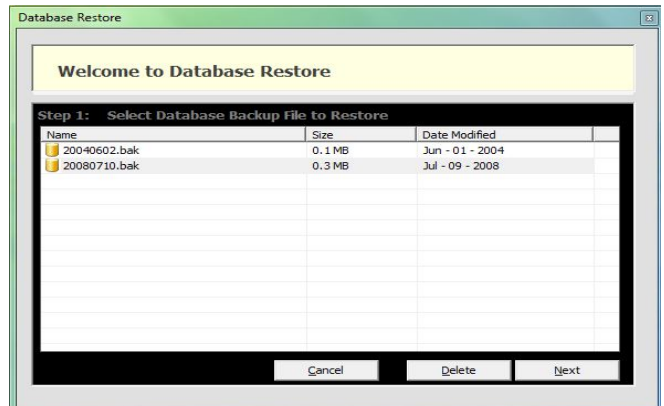 Database Restore
Welcome to Database Restore
Step 1: Select Database Backup File to Restore
Name Size Date Modified
20040602.bak 0.1 MB Jun - 01 - 2004
20080710.bak 0.3 MB Jul - 09 - 2008
Cancel Delete Next